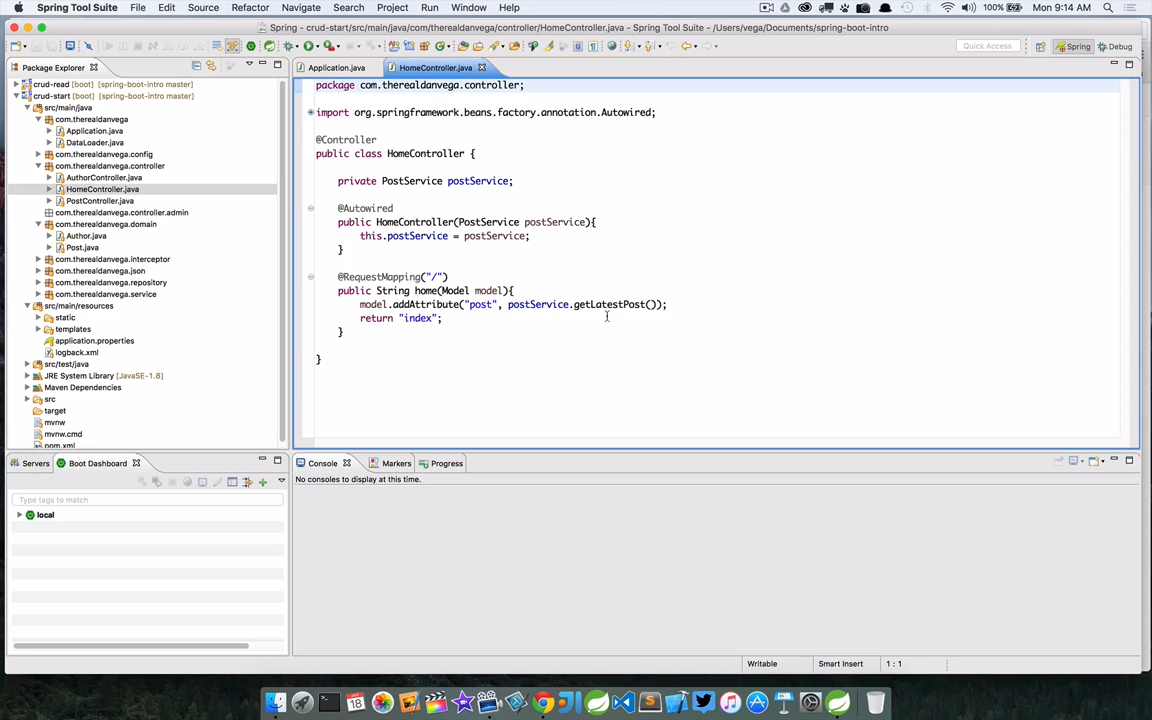 Spring Tool Suite File Edit Source Refactor Navigate Search Project Run Window Help 100% Mon 9:14 AM
Spring - crud-start/src/main/java/com/therealdanvega/controller/HomeController.java - Spring Tool Suite - /Users/vega/Documents/spring-boot-intro
Quick Access Spring Debug
Package Explorer
crud-read [boot] [spring-boot-intro master]
crud-start [boot] [spring-boot-intro master]
src/main/java
com.therealdanvega
Application.java
DataLoader.java
com.therealdanvega.config
com.therealdanvega.controller
AuthorController.java
HomeController.java
PostController.java
com.therealdanvega.controller.admin
com.therealdanvega.domain
Author.java
Post.java
com.therealdanvega.interceptor
com.therealdanvega.json
com.therealdanvega.repository
com.therealdanvega.service
src/main/resources
static
templates
application.properties
logback.xml
src/test/java
JRE System Library [JavaSE-1.8]
Maven Dependencies
src
target
mvnw
mvnw.cmd
pom.xml
Application.java HomeController.java
package com.therealdanvega.controller;
import org.springframework.beans.factory.annotation.Autowired;
@Controller
public class HomeController {
private PostService postService;
@Autowired
public HomeController(PostService postService){
this.postService = postService;
}
@RequestMapping("/")
public String home(Model model){
model.addAttribute("post", postService.getLatestPost());
return "index";
}
}
Servers Boot Dashboard
Type tags to match
local
Console Markers Progress
No consoles to display at this time.
Writable Smart Insert 1 : 1
18